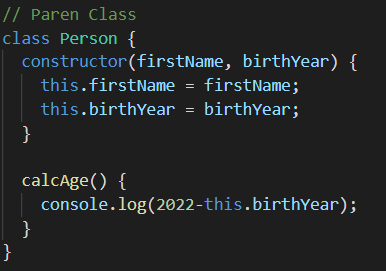 // Paren Class
class Person {
  constructor(firstName, birthYear) {
    this.firstName = firstName;
    this.birthYear = birthYear;
  }

  calcAge() {
    console.log(2022-this.birthYear);
  }
}